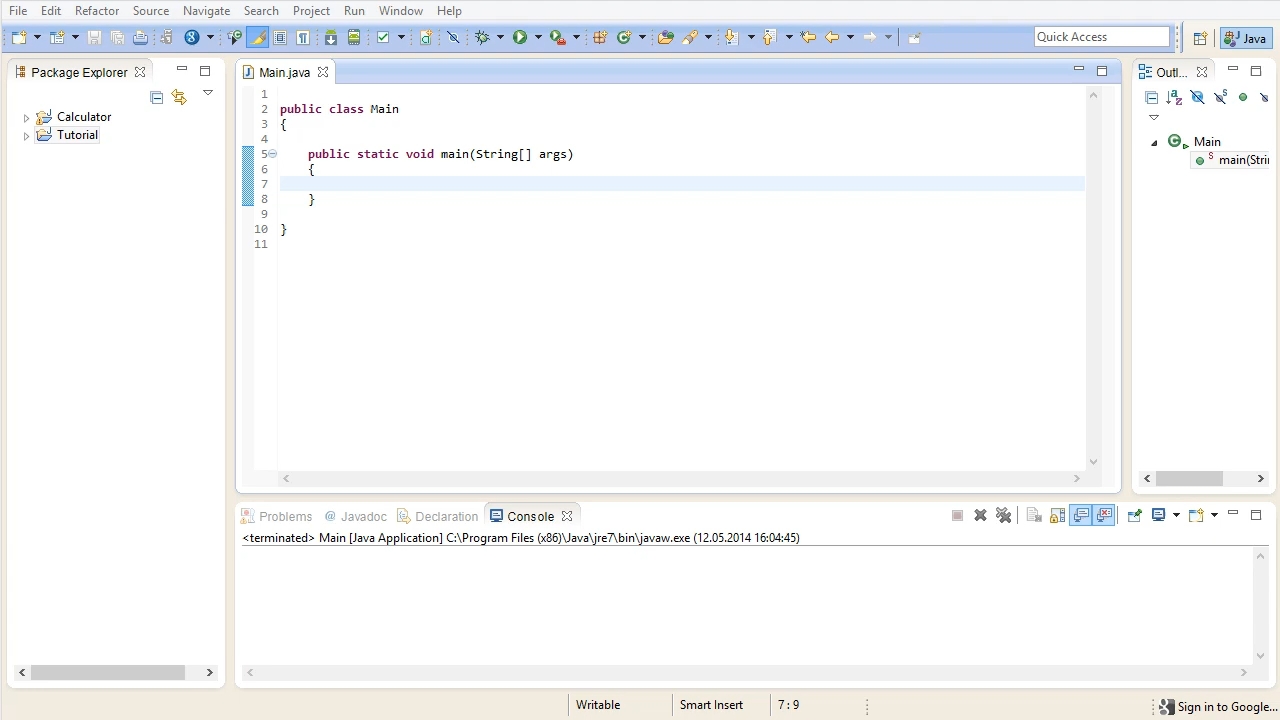 File Edit Refactor Source Navigate Search Project Run Window Help
Quick Access
Java
Package Explorer
Calculator
Tutorial
Main.java
1
2 public class Main
3 {
4
5 public static void main(String[] args)
6 {
7
8 }
9
10 }
11
Outl...
Main
main(Stri
Problems @ Javadoc Declaration Console
<terminated> Main [Java Application] C:\Program Files (x86)\Java\jre7\bin\javaw.exe (12.05.2014 16:04:45)
Writable Smart Insert 7 : 9 Sign in to Google...